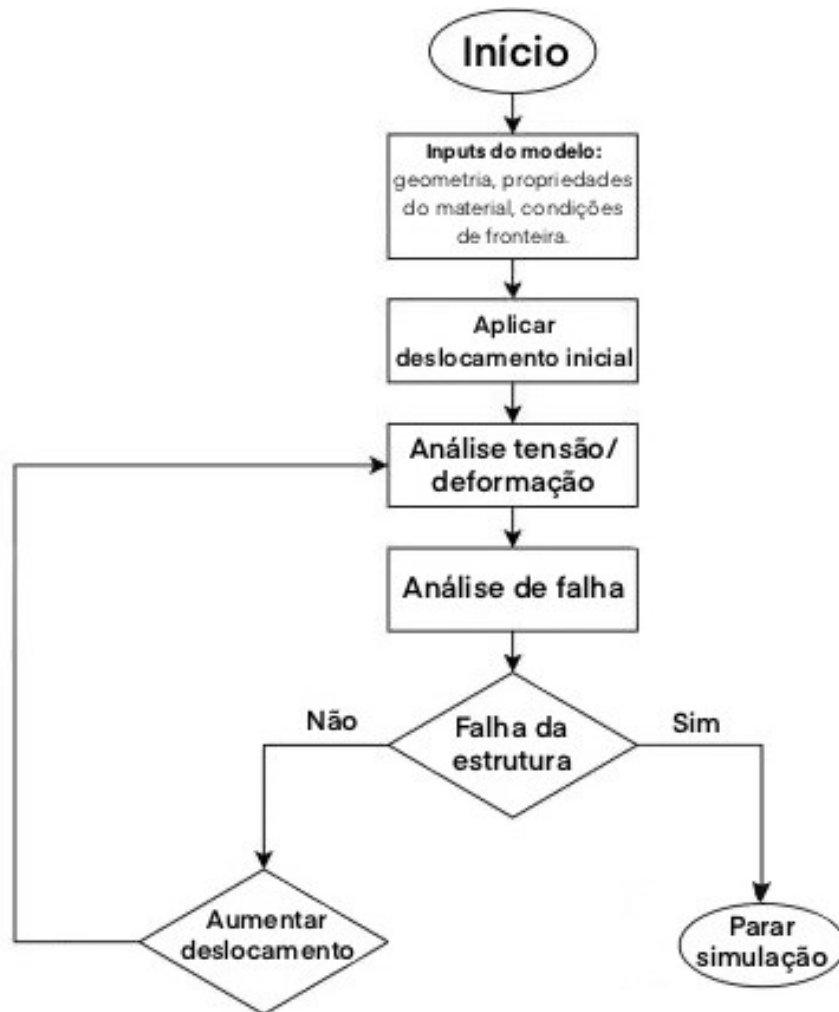 Início
Inputs do modelo:
geometria, propriedades
do material, condições
de fronteira.
Aplicar
deslocamento inicial
Análise tensão/
deformação
Análise de falha
Falha da
estrutura
Não
Sim
Aumentar
deslocamento
Parar
simulação